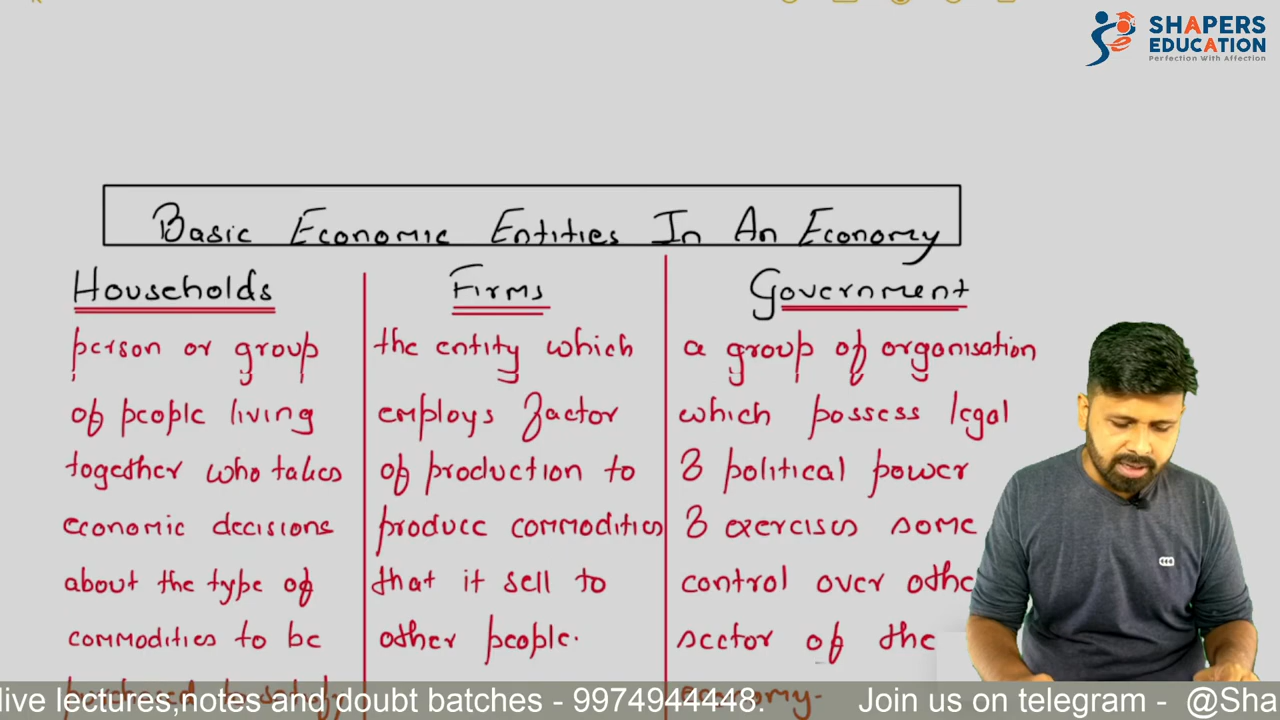 SHAPERS
EDUCATION
Perfection With Affection
Basic Economic Entities In An Economy
Households
person or group
of people living
together who takes
economic decisions
about the type of
commodities to be
Firms
the entity which
employs factor
of production to
produce commodities
that it sell to
other people.
Government
a group of organisation
which possess legal
& political power
& exercises some
control over othe
sector of the
live lectures,notes and doubt batches - 9974944448. Join us on telegram - @Sha